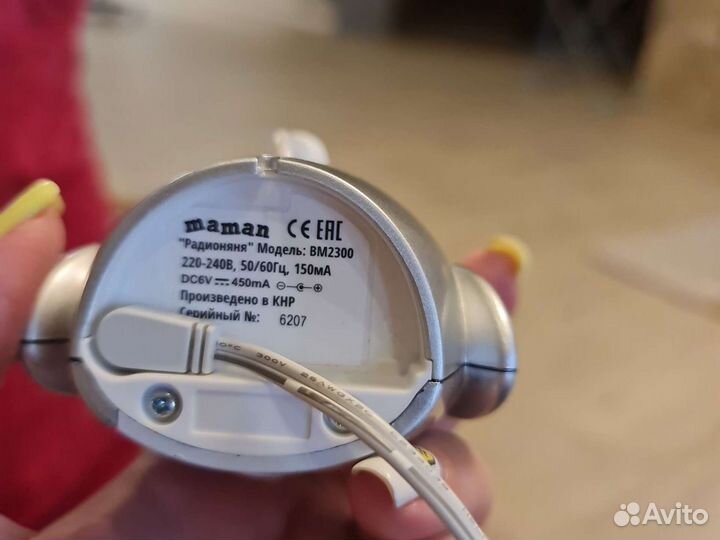 maman CE EAC
"Радионяня" Модель: BM2300
220-240В, 50/60Гц, 150мА
DC6V 450mA
Произведено в КНР
Серийный №: 6207
300V
Avito